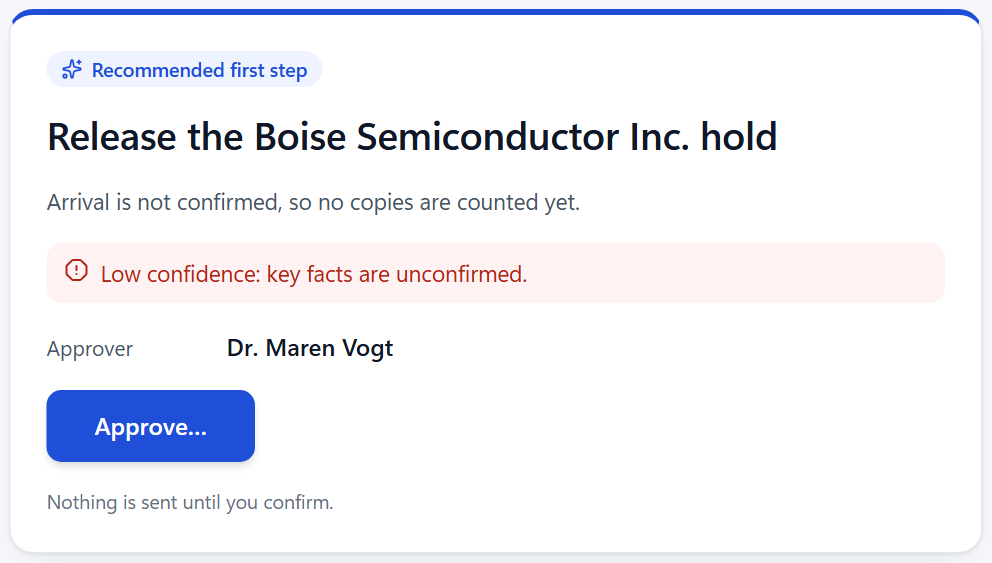 Recommended first step
Release the Boise Semiconductor Inc. hold
Arrival is not confirmed, so no copies are counted yet.
Low confidence: key facts are unconfirmed.
Approver Dr. Maren Vogt
Approve...
Nothing is sent until you confirm.